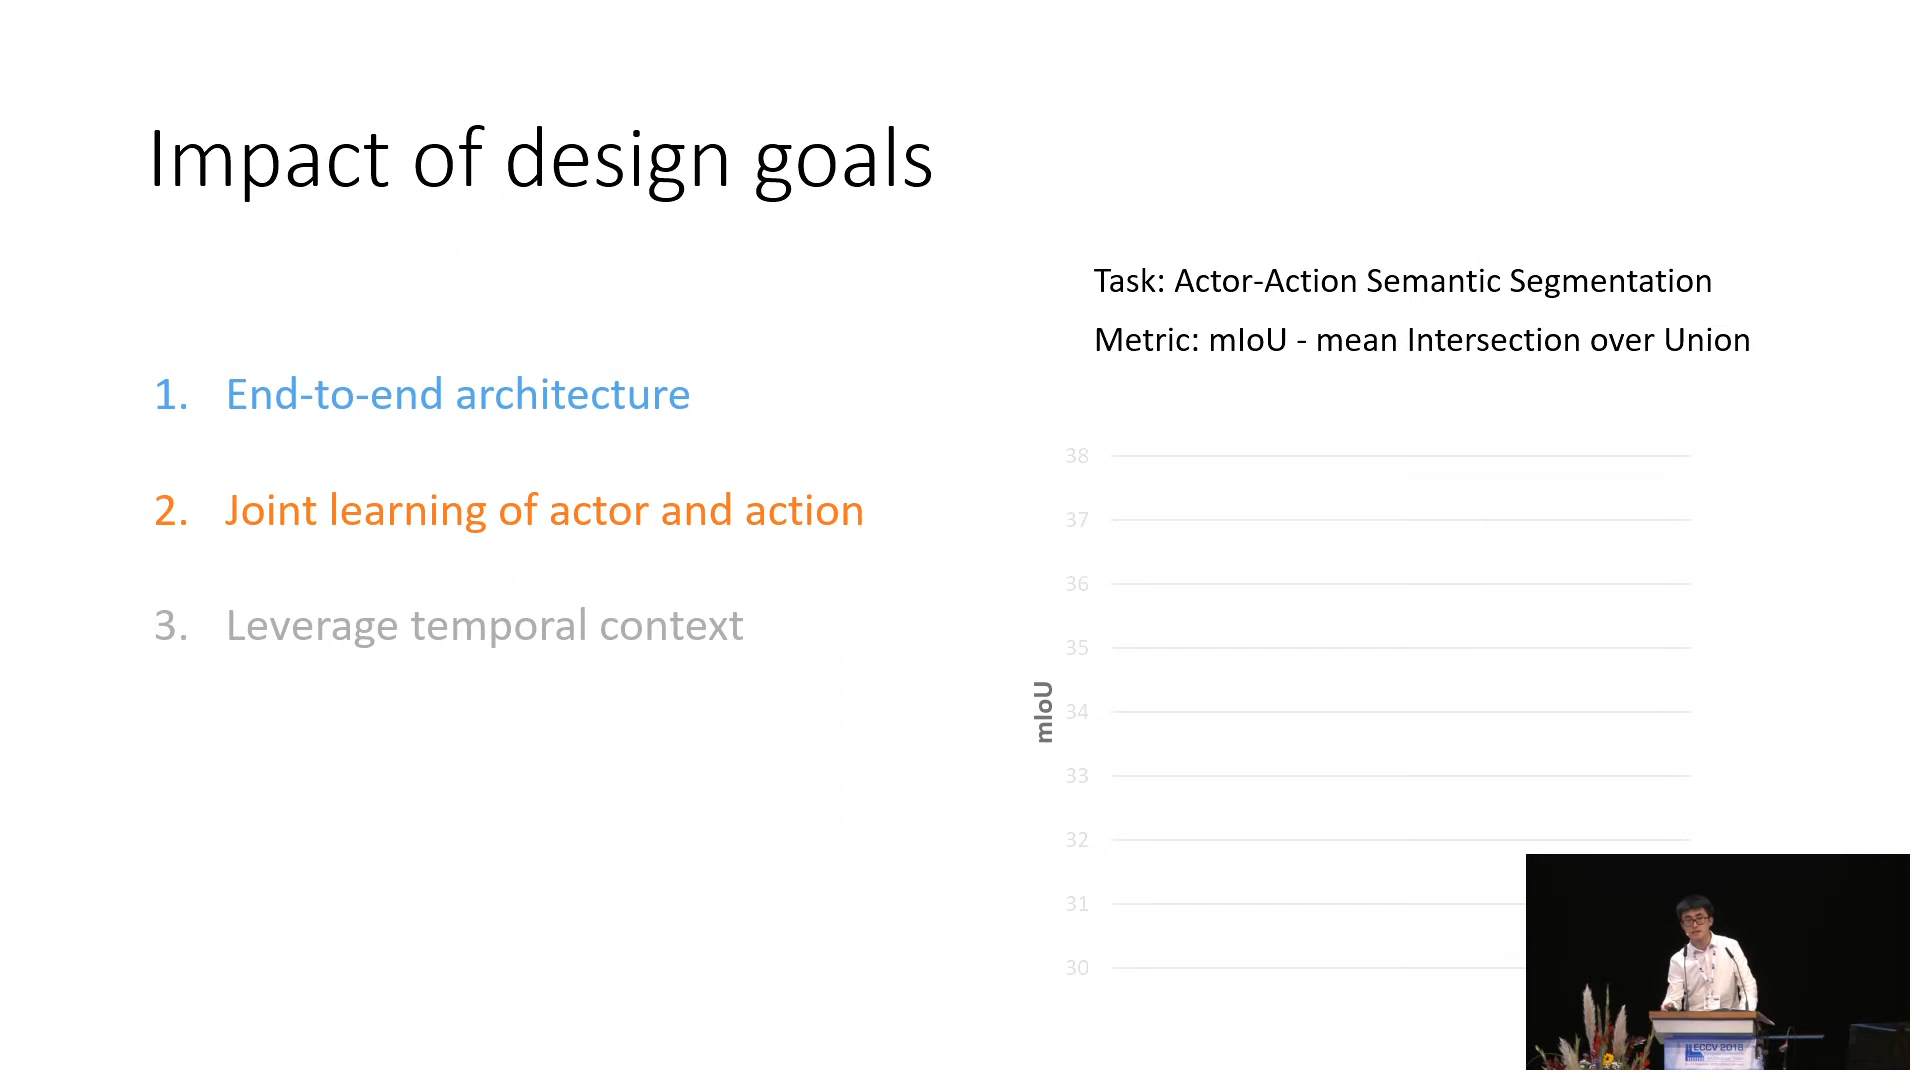 Impact of design goals
Task: Actor-Action Semantic Segmentation
Metric: mIoU - mean Intersection over Union
1. End-to-end architecture
2. Joint learning of actor and action
3. Leverage temporal context
mIoU
38
37
36
35
34
33
32
31
30
ECCV 2018